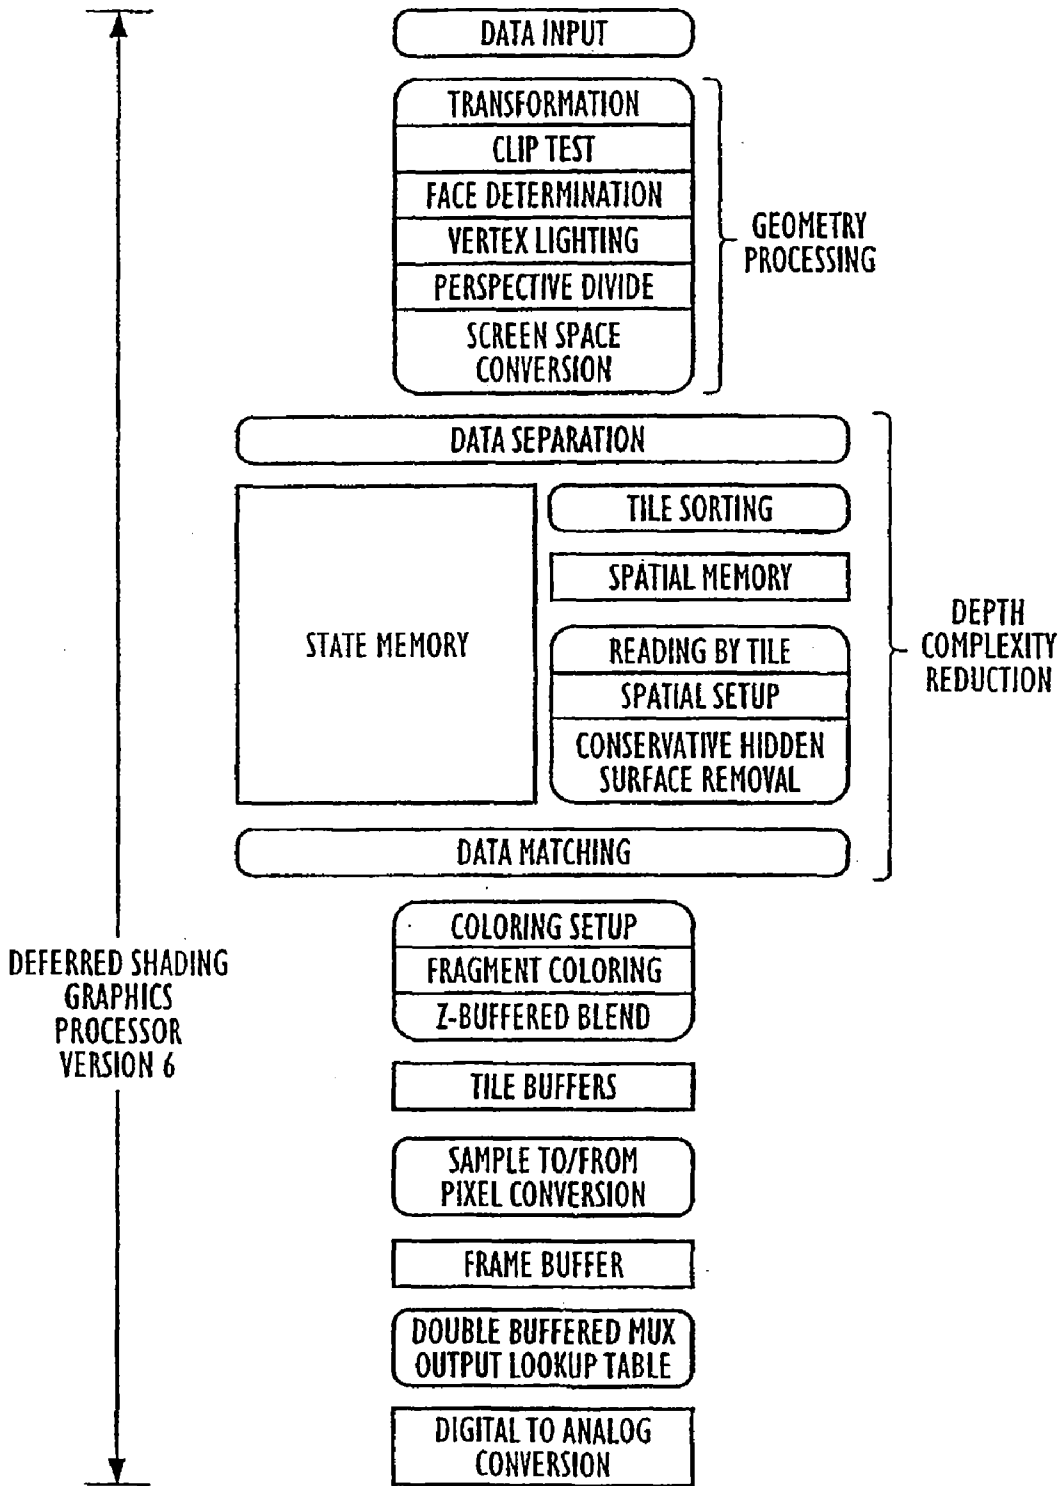 DATA INPUT
TRANSFORMATION
CLIP TEST
FACE DETERMINATION
VERTEX LIGHTING
PERSPECTIVE DIVIDE
SCREEN SPACE
CONVERSION
GEOMETRY
PROCESSING
DATA SEPARATION
STATE MEMORY
TILE SORTING
SPATIAL MEMORY
READING BY TILE
SPATIAL SETUP
CONSERVATIVE HIDDEN
SURFACE REMOVAL
DEPTH
COMPLEXITY
REDUCTION
DATA MATCHING
COLORING SETUP
FRAGMENT COLORING
Z-BUFFERED BLEND
DEFERRED SHADING
GRAPHICS
PROCESSOR
VERSION 6
TILE BUFFERS
SAMPLE TO/FROM
PIXEL CONVERSION
FRAME BUFFER
DOUBLE BUFFERED MUX
OUTPUT LOOKUP TABLE
DIGITAL TO ANALOG
CONVERSION